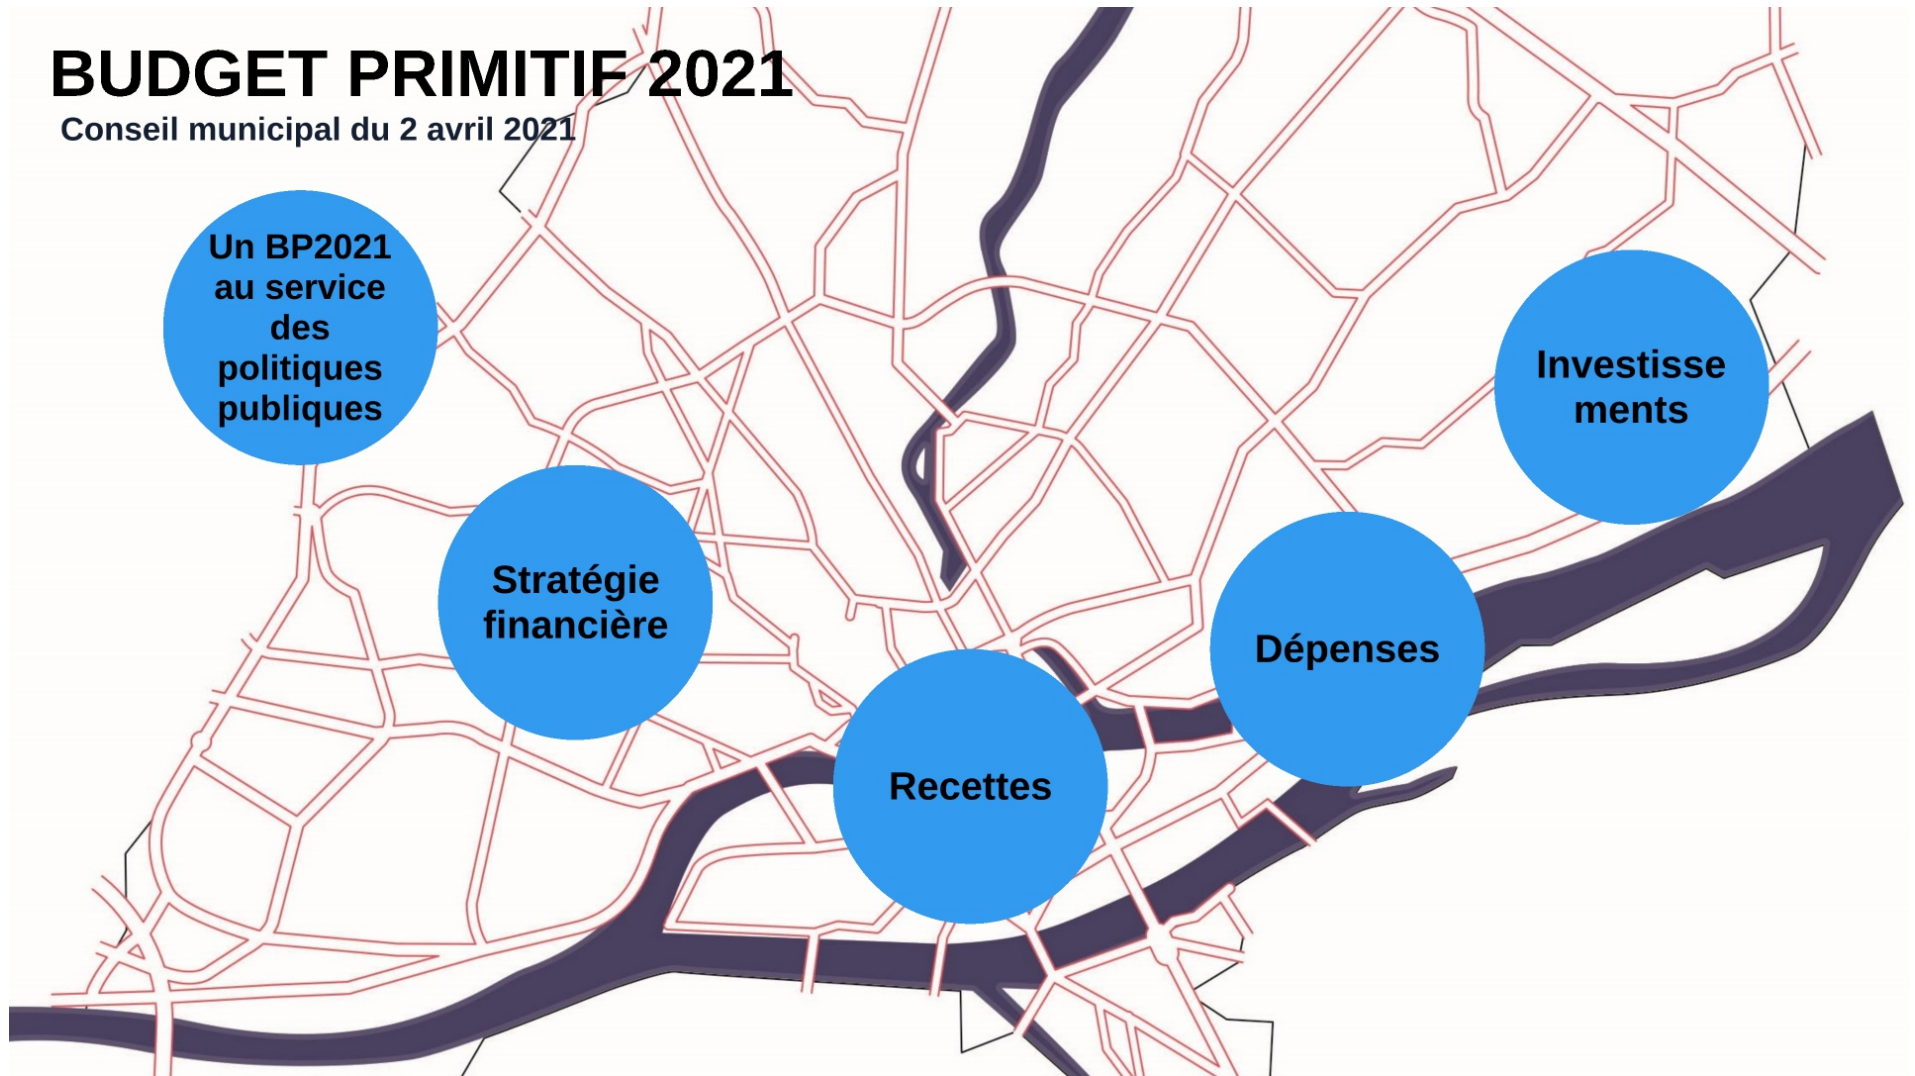 BUDGET PRIMITIF 2021
Conseil municipal du 2 avril 2021
Un BP2021
au service
des
politiques
publiques
Stratégie
financière
Recettes
Dépenses
Investisse
ments